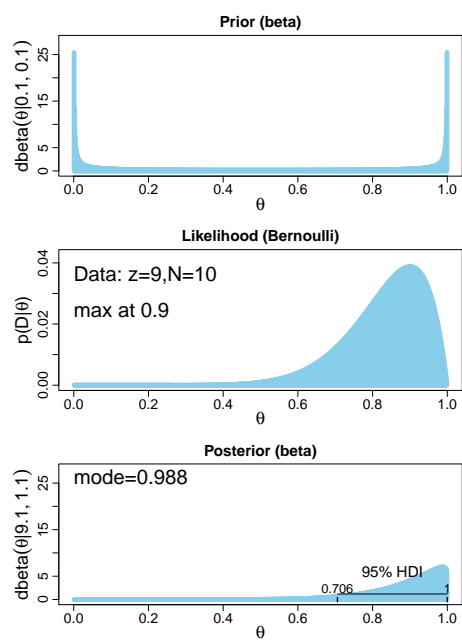 Prior (beta)
dbeta(θ|0.1, 0.1)
25
15
5
0
0.0 0.2 0.4 0.6 0.8 1.0
θ
Likelihood (Bernoulli)
p(D|θ)
0.04
0.02
0.00
Data: z=9,N=10
max at 0.9
0.0 0.2 0.4 0.6 0.8 1.0
θ
Posterior (beta)
dbeta(θ|9.1, 1.1)
25
15
5
0
mode=0.988
95% HDI
0.706 1
0.0 0.2 0.4 0.6 0.8 1.0
θ